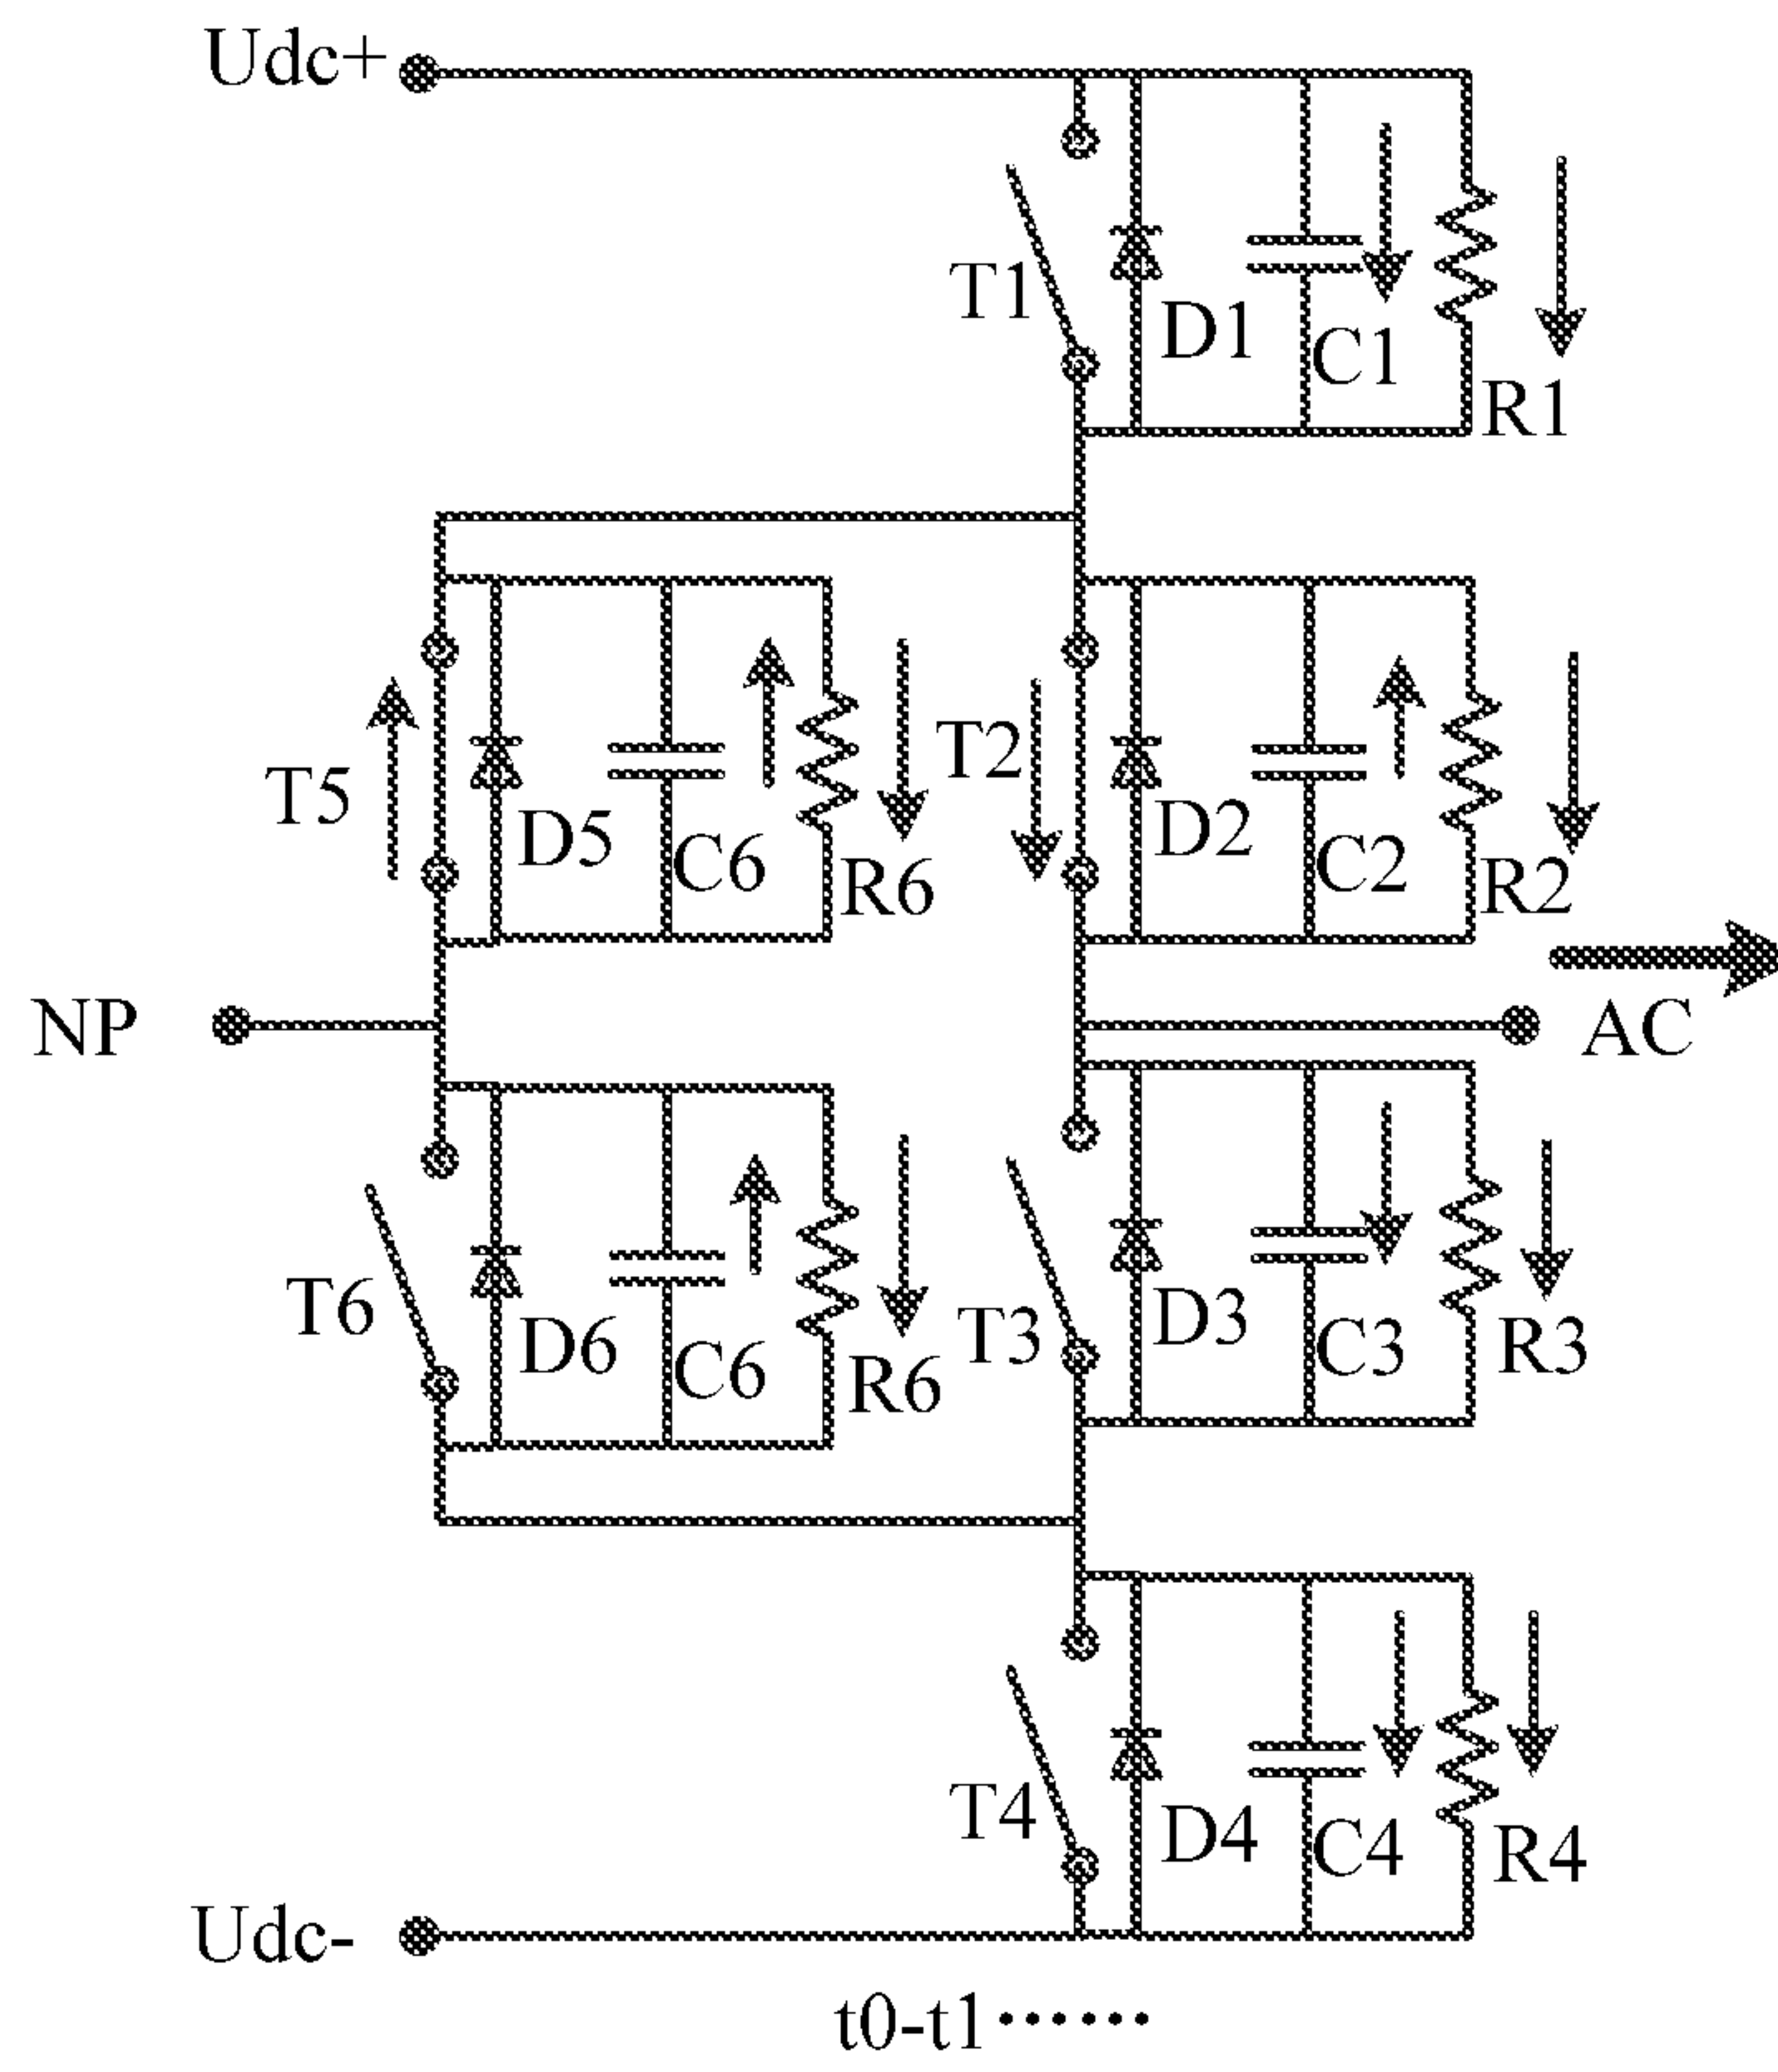 Udc+
T1
D1
C1
R1
T5
D5
C6
R6
T2
D2
C2
R2
NP
AC
T6
D6
C6
R6
T3
D3
C3
R3
T4
D4
C4
R4
Udc-
t0-t1······